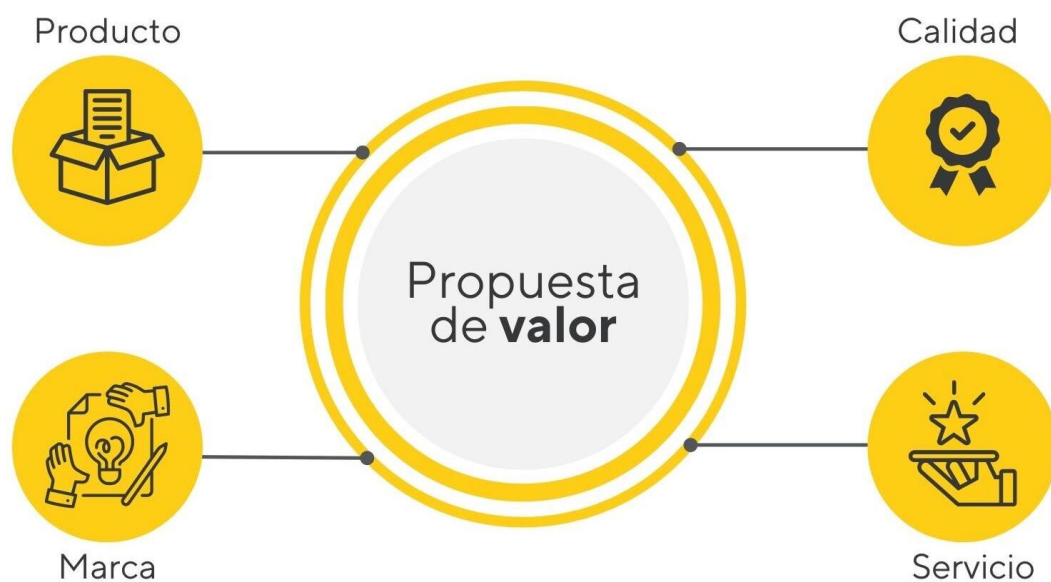 Producto
Calidad
Propuesta
de valor
Marca
Servicio